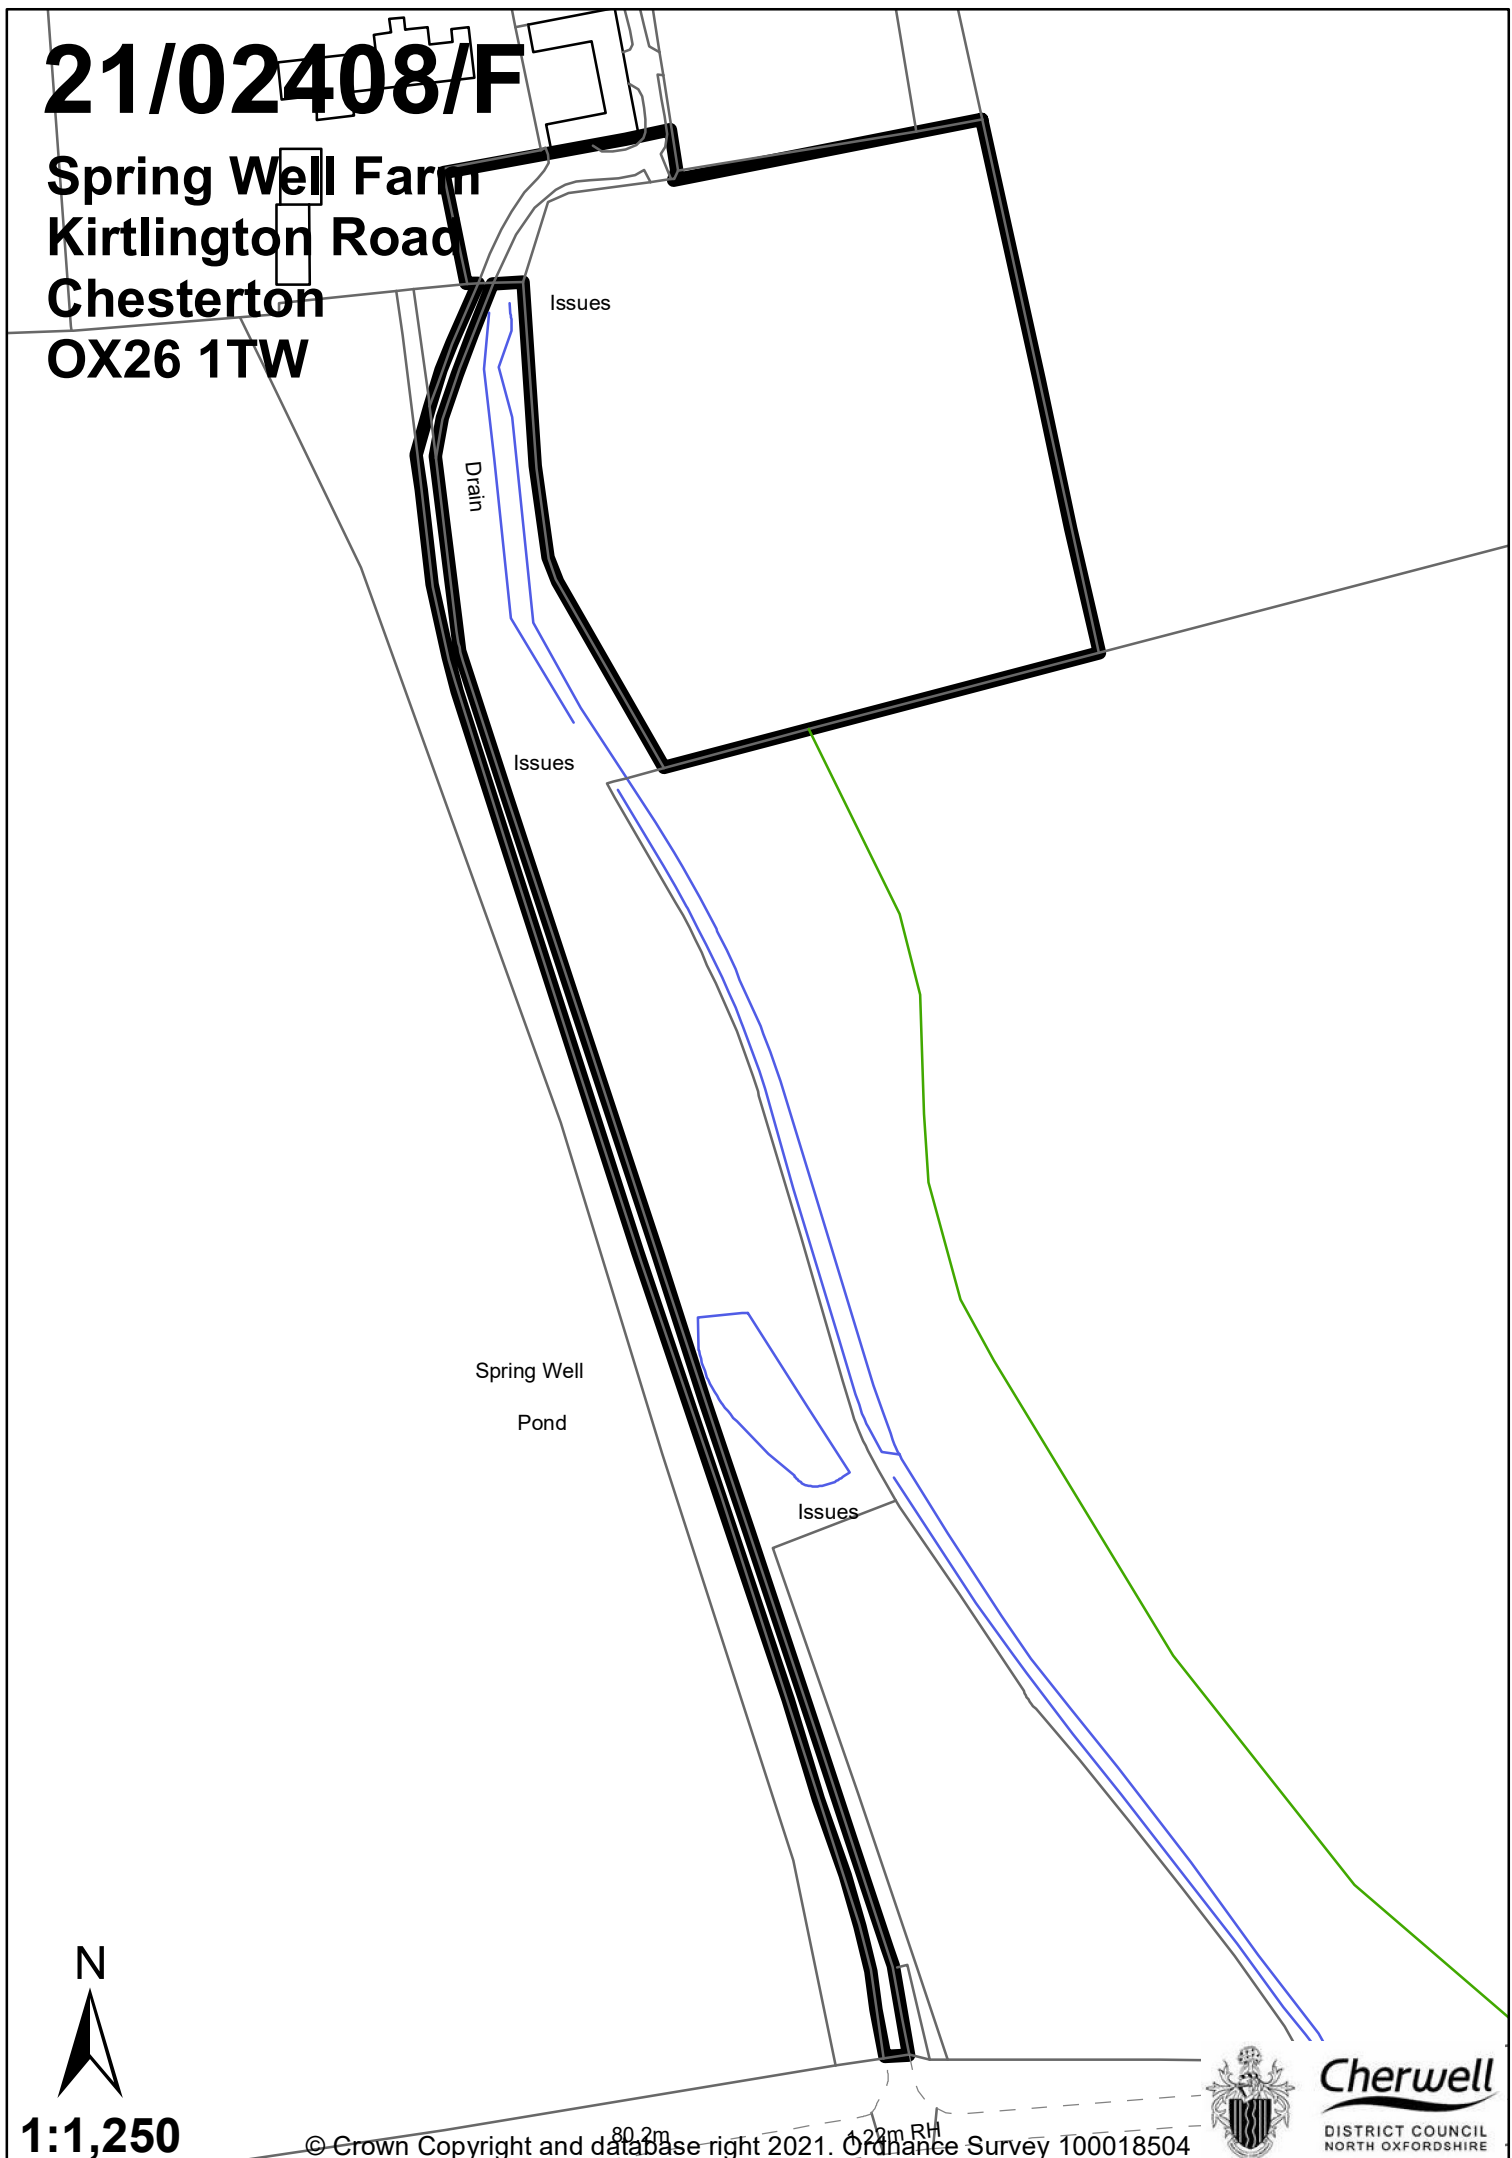 21/02408/F
Spring Well Farm
Kirtlington Road
Chesterton
OX26 1TW
Issues
Drain
Issues
Spring Well
Pond
Issues
N
1:1,250
80.2m
1.22m RH
© Crown Copyright and database right 2021. Ordnance Survey 100018504
Cherwell
DISTRICT COUNCIL
NORTH OXFORDSHIRE